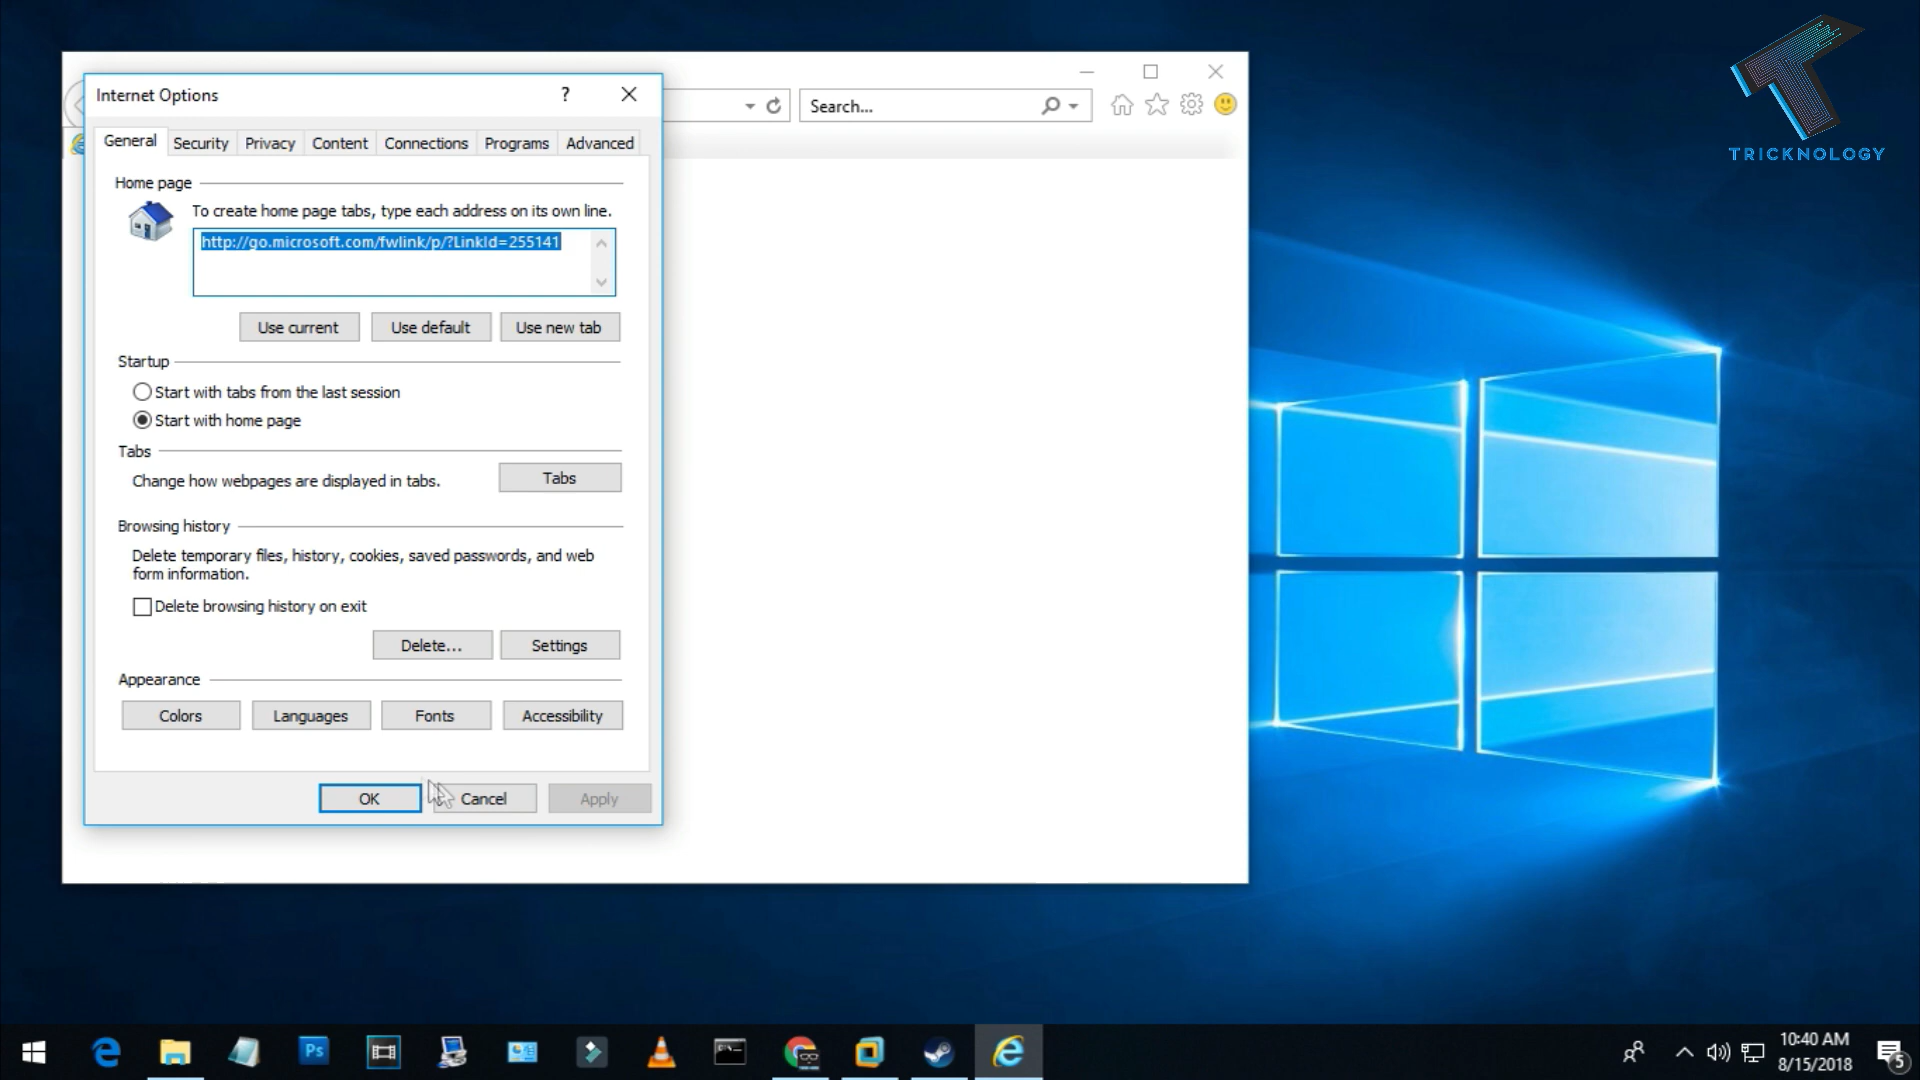 TRICKNOLOGY
Internet Options
?
Search...
General Security Privacy Content Connections Programs Advanced
Home page
To create home page tabs, type each address on its own line.
http://go.microsoft.com/fwlink/p/?LinkId=255141
Use current Use default Use new tab
Startup
Start with tabs from the last session
Start with home page
Tabs
Change how webpages are displayed in tabs. Tabs
Browsing history
Delete temporary files, history, cookies, saved passwords, and web
form information.
Delete browsing history on exit
Delete... Settings
Appearance
Colors Languages Fonts Accessibility
OK Cancel Apply
Ps
10:40 AM
8/15/2018
5